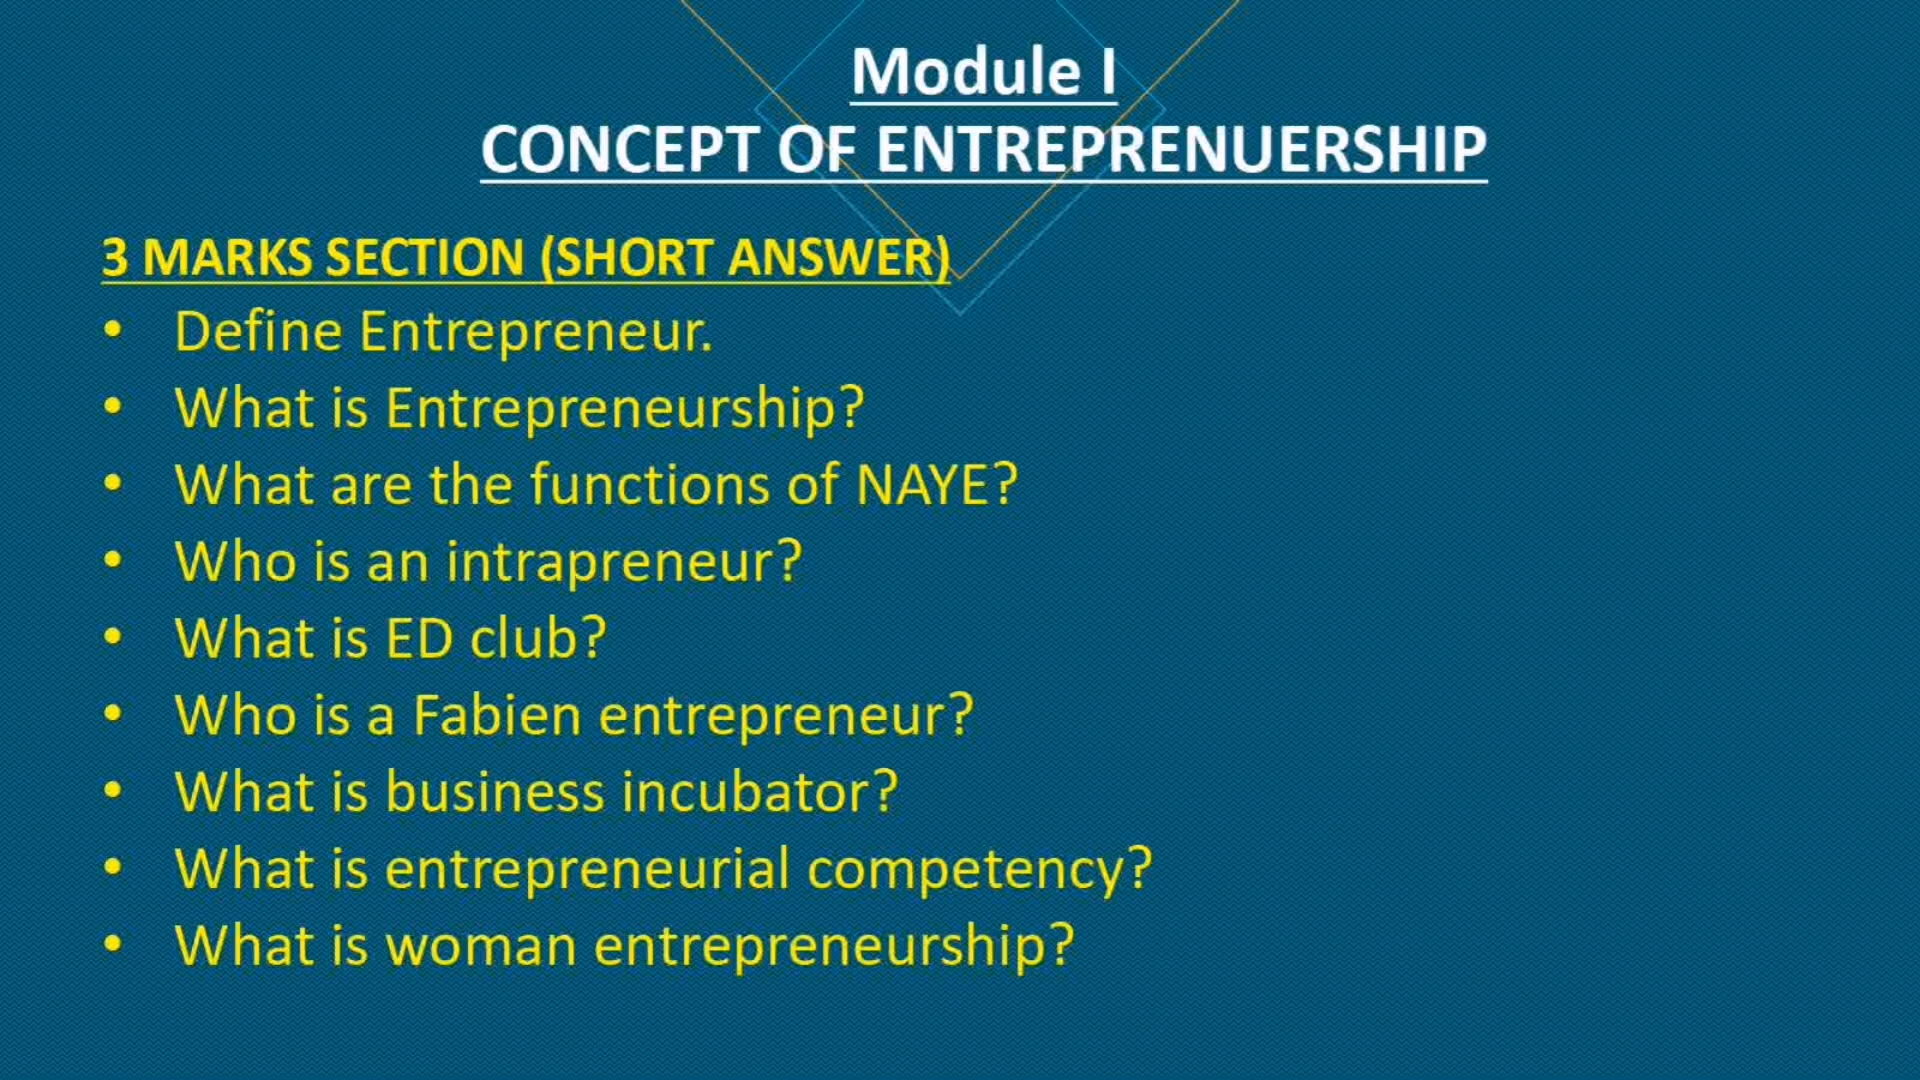 Module I
CONCEPT OF ENTREPRENUERSHIP
3 MARKS SECTION (SHORT ANSWER)
• Define Entrepreneur.
• What is Entrepreneurship?
• What are the functions of NAYE?
• Who is an intrapreneur?
• What is ED club?
• Who is a Fabien entrepreneur?
• What is business incubator?
• What is entrepreneurial competency?
• What is woman entrepreneurship?